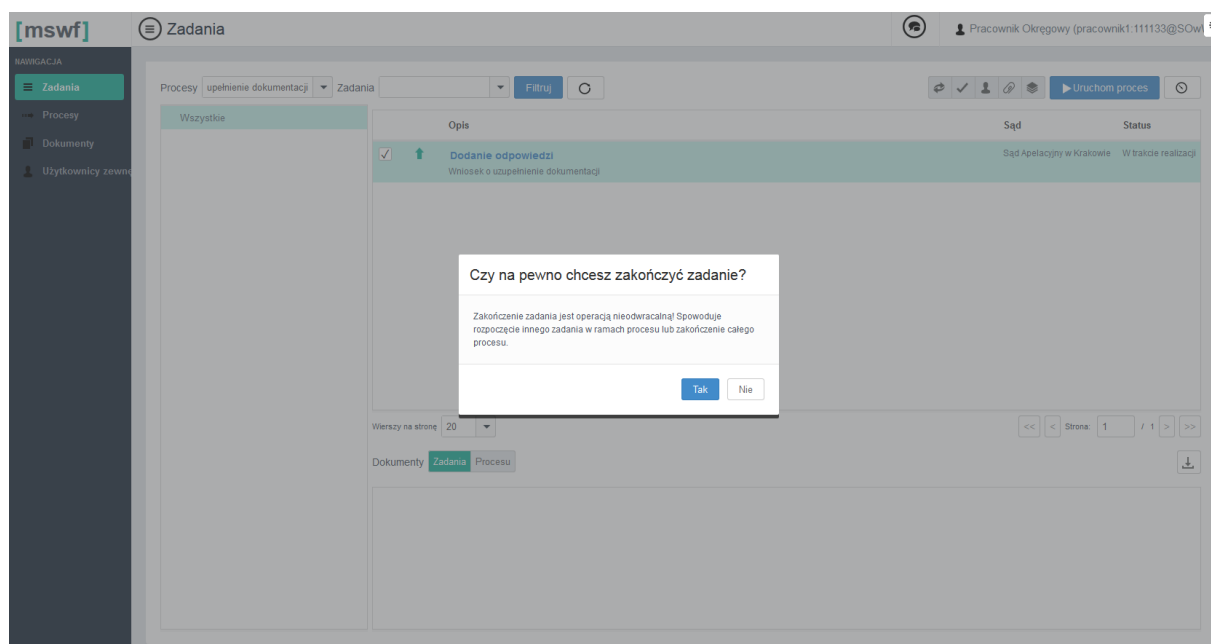 [mswf]
Zadania
Pracownik Okręgowy (pracownik1:111133@SOw
NAWIGACJA
Zadania
Procesy
Dokumenty
Użytkownicy zewnę
Procesy upełnienie dokumentacji Zadania Filtruj Uruchom proces
Wszystkie
Opis Sąd Status
Dodanie odpowiedzi Sąd Apelacyjny w Krakowie W trakcie realizacji
Wniosek o uzupełnienie dokumentacji
Czy na pewno chcesz zakończyć zadanie?
Zakończenie zadania jest operacją nieodwracalną! Spowoduje
rozpoczęcie innego zadania w ramach procesu lub zakończenie całego
procesu.
Tak Nie
Wierszy na stronę 20 << < Strona: 1 / 1 > >>
Dokumenty Zadania Procesu